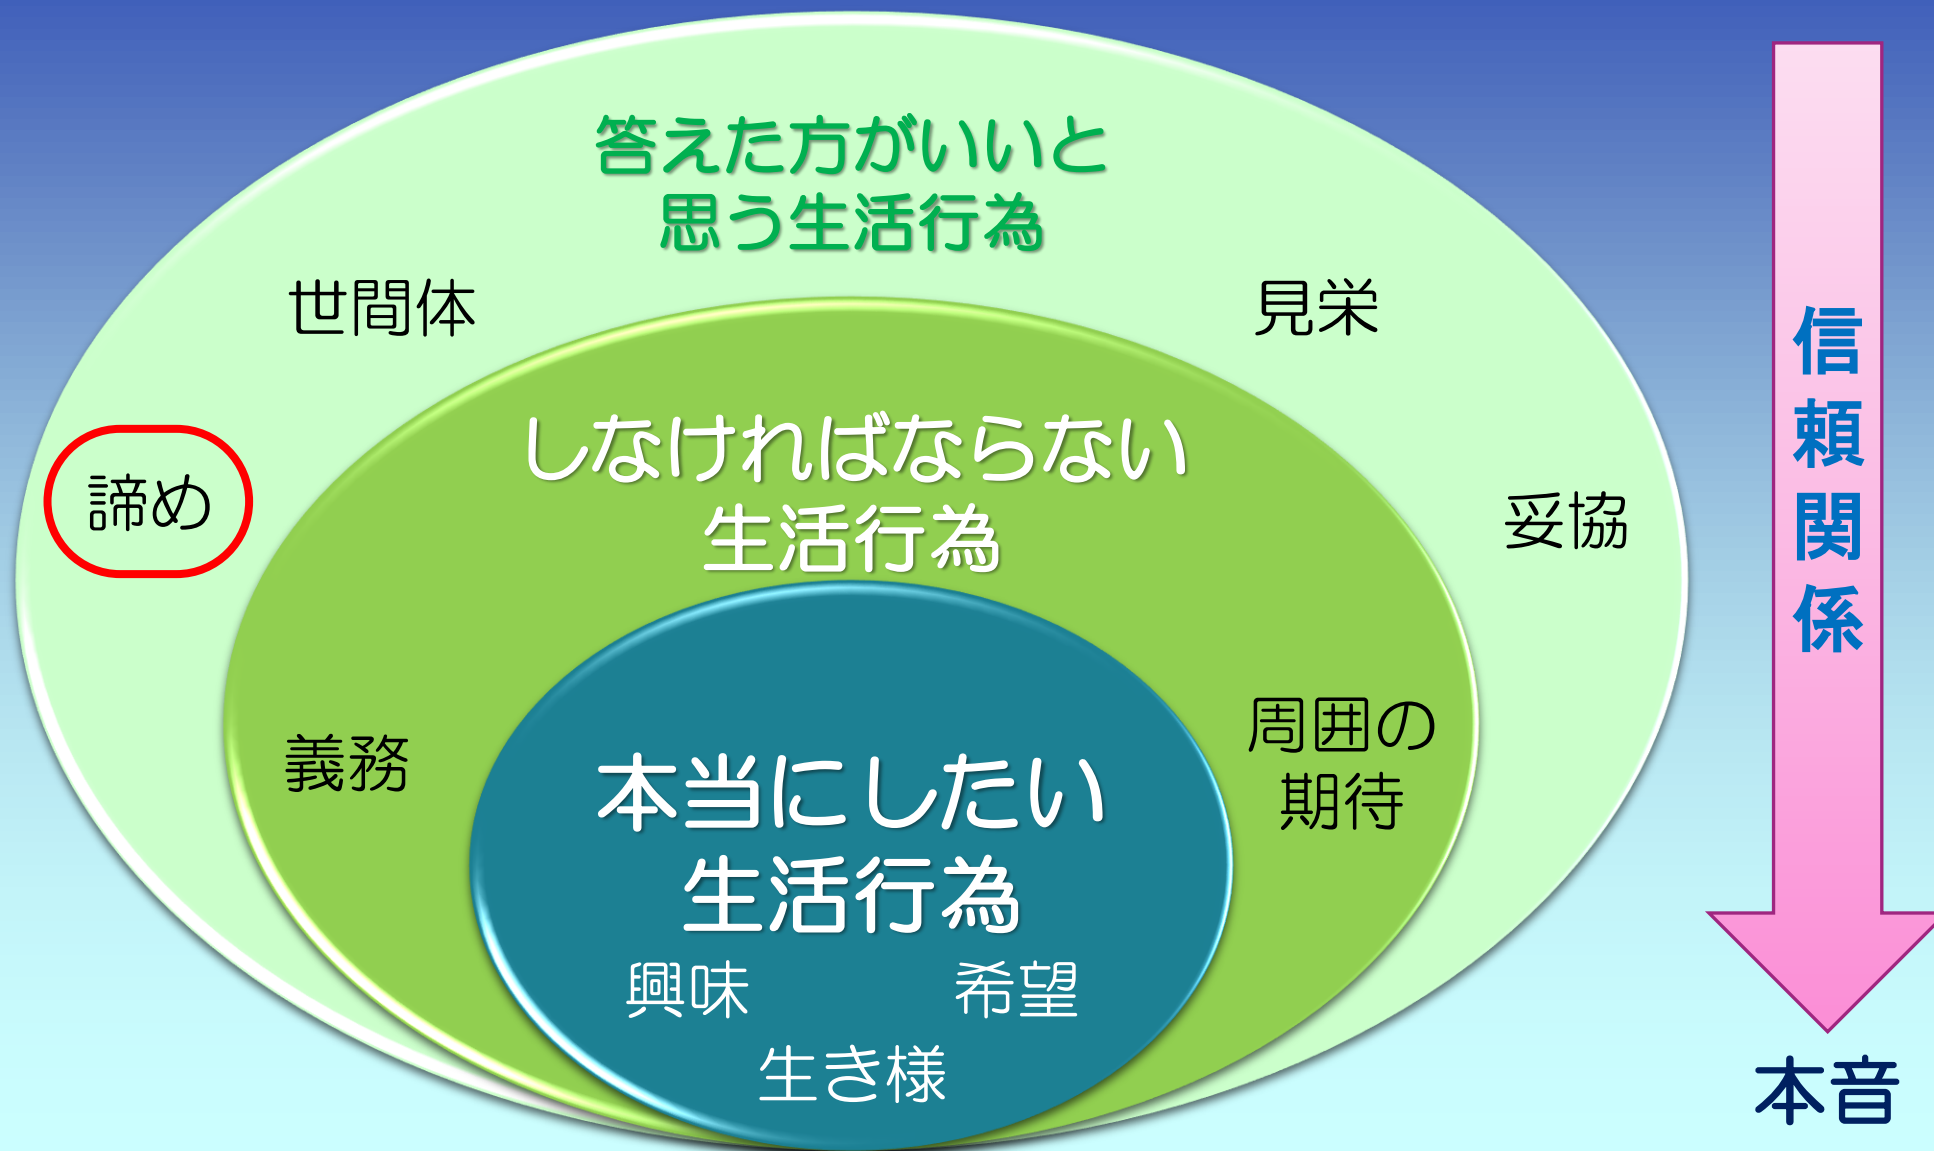 答えた方がいいと
思う生活行為
世間体
見栄
諦め
妥協
しなければならない
生活行為
義務
周囲の
期待
本当にしたい
生活行為
興味
希望
生き様
信頼関係
本音